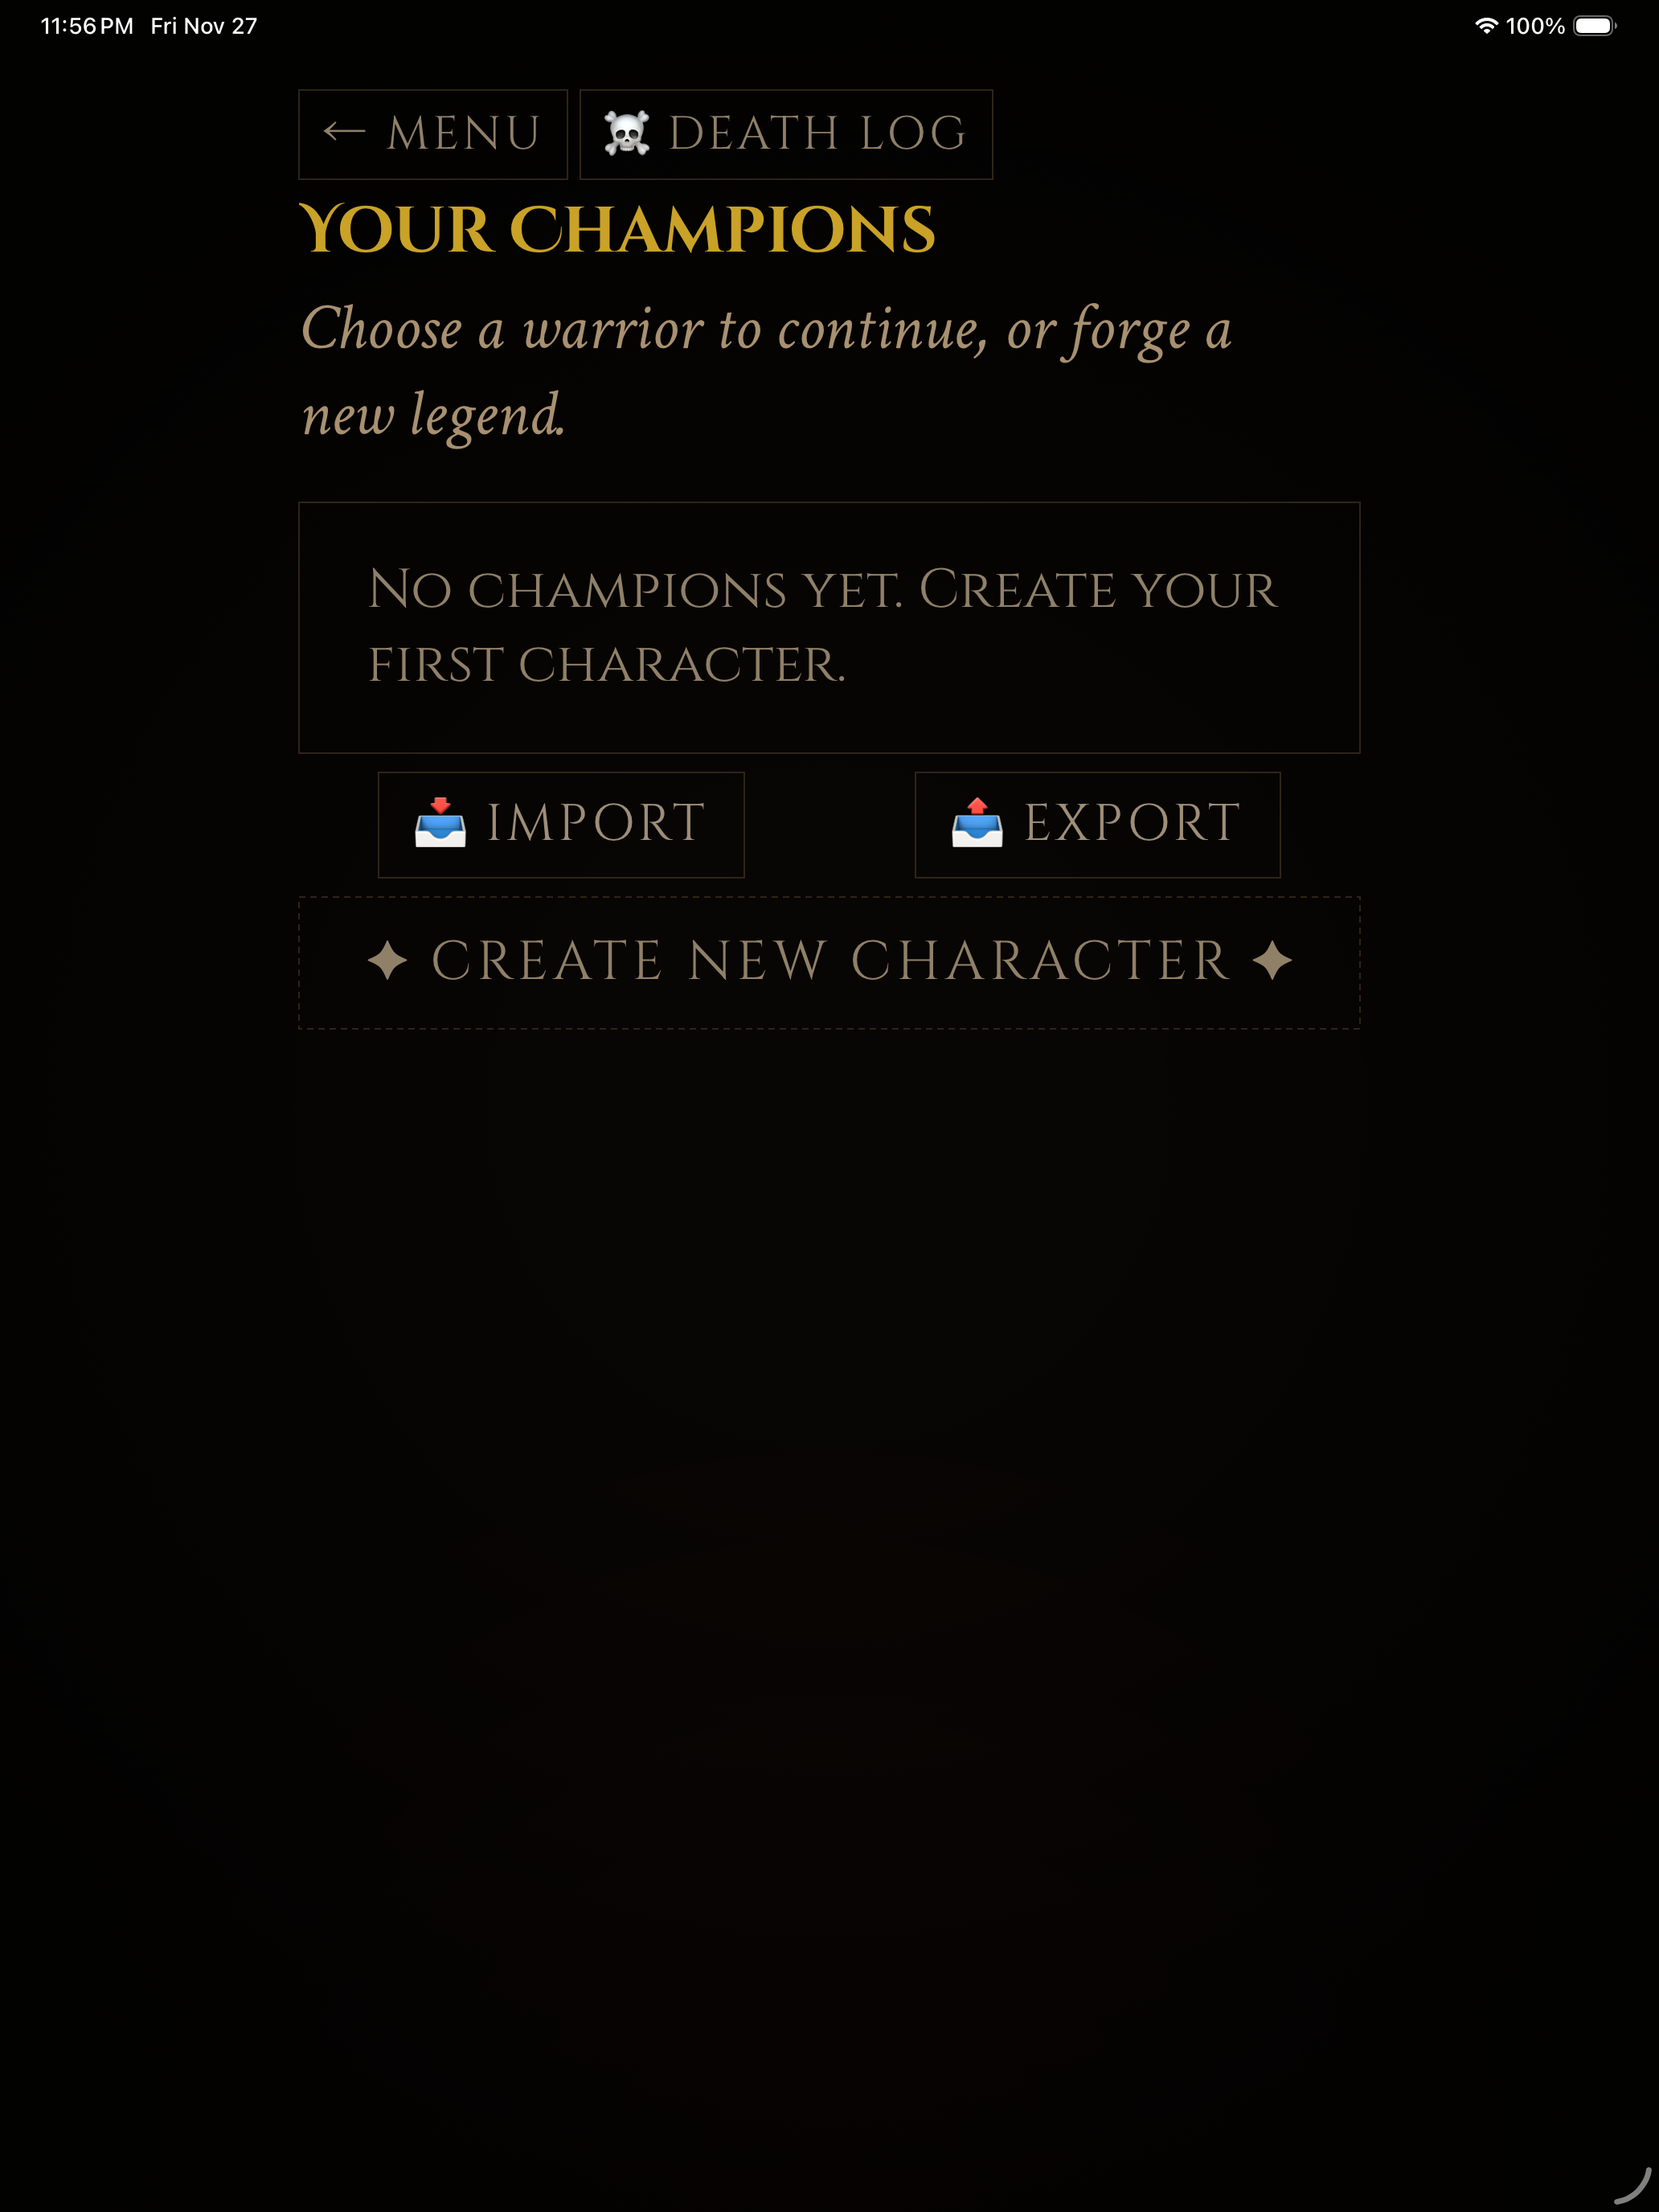 11:56 PM Fri Nov 27
100%
← MENU
☠️ DEATH LOG
Your Champions
Choose a warrior to continue, or forge a
new legend.
No champions yet. Create your
first character.
📥 IMPORT
📤 EXPORT
✦ CREATE NEW CHARACTER ✦